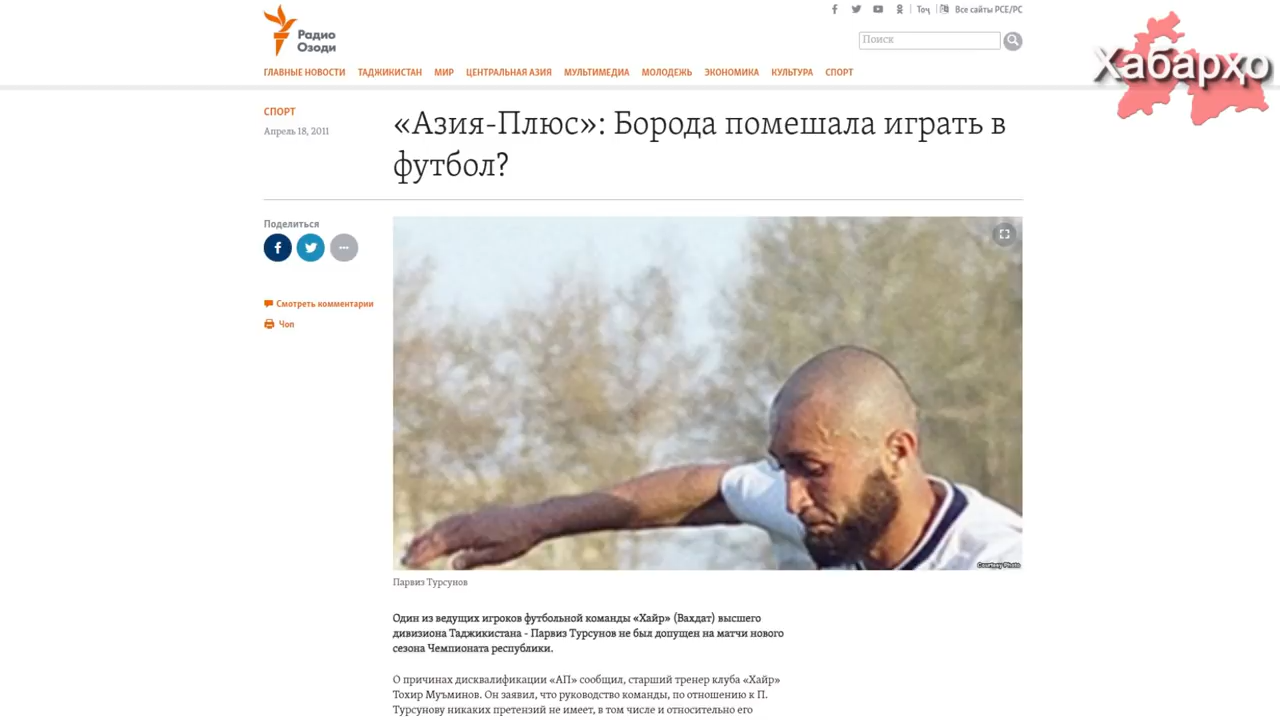 Радио
Озоди
Тоҷ
Все сайты РСЕ/РС
Поиск
ГЛАВНЫЕ НОВОСТИ ТАДЖИКИСТАН МИР ЦЕНТРАЛЬНАЯ АЗИЯ МУЛЬТИМЕДИА МОЛОДЕЖЬ ЭКОНОМИКА КУЛЬТУРА СПОРТ
Хабарҳо
СПОРТ
Апрель 18, 2011
«Азия-Плюс»: Борода помешала играть в
футбол?
Поделиться
Смотреть комментарии
Чоп
Courtesy Photo
Парвиз Турсунов
Один из ведущих игроков футбольной команды «Хайр» (Вахдат) высшего
дивизиона Таджикистана - Парвиз Турсунов не был допущен на матчи нового
сезона Чемпионата республики.
О причинах дисквалификации «АП» сообщил, старший тренер клуба «Хайр»
Тохир Муъминов. Он заявил, что руководство команды, по отношению к П.
Турсунову никаких претензий не имеет, в том числе и относительно его